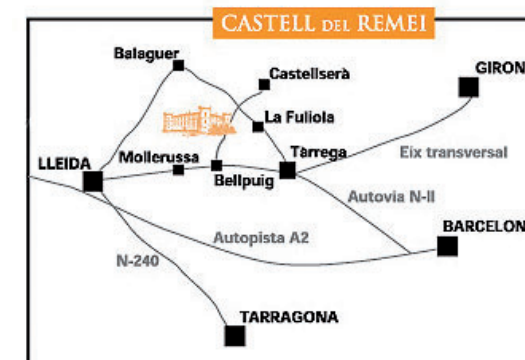 CASTELL DEL REMEI
Balaguer
Castellserà
GIRON
La Fuliola
LLEIDA
Mollerussa
Tàrrega
Eix transversal
Bellpuig
Autovia N-II
BARCELON
Autopista A2
N-240
TARRAGONA